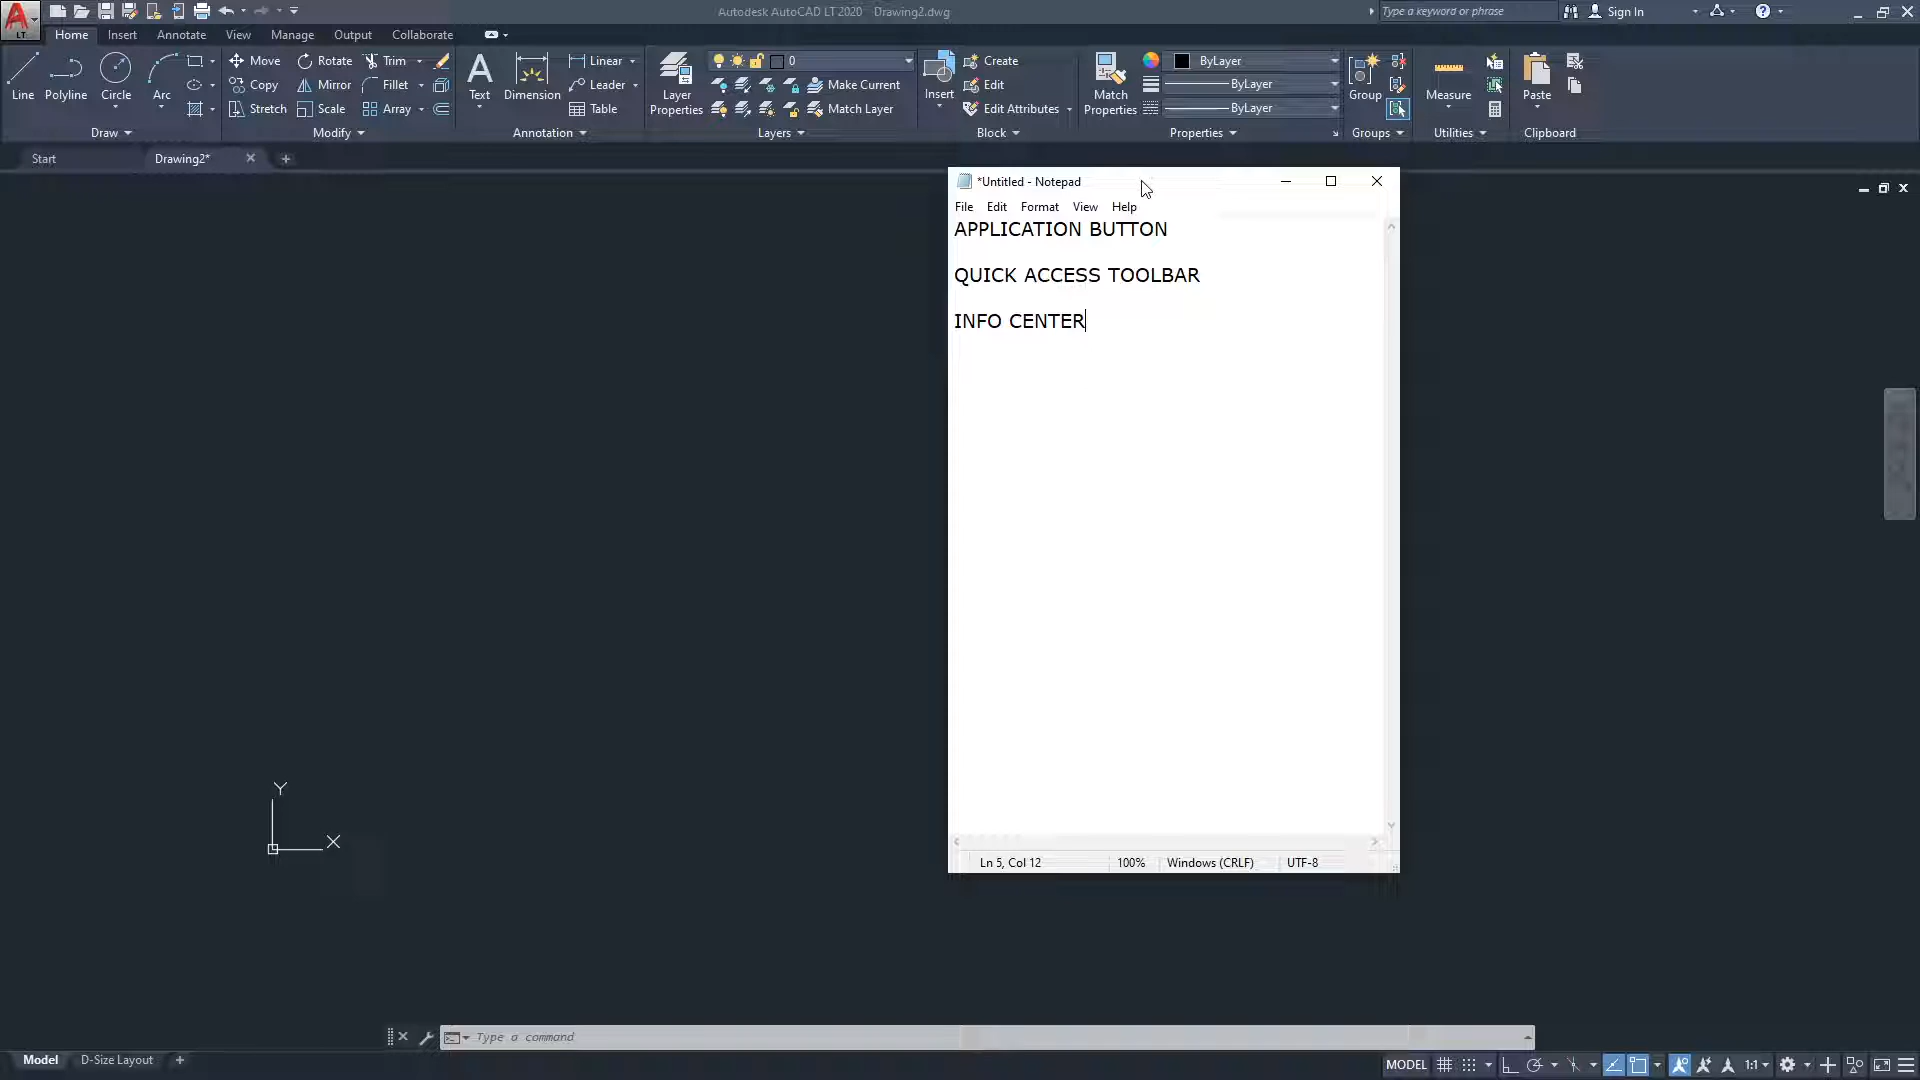 Autodesk AutoCAD LT 2020 Drawing2.dwg
Type a keyword or phrase
Sign In
A
LT
Home Insert Annotate View Manage Output Collaborate
Line Polyline Circle Arc
Move Rotate Trim
Copy Mirror Fillet
Stretch Scale Array
Text Dimension
Linear
Leader
Table
Layer
Properties
0
Make Current
Match Layer
Insert
Create
Edit
Edit Attributes
Match
Properties
ByLayer
ByLayer
ByLayer
Group
Measure
Paste
Draw Modify Annotation Layers Block Properties Groups Utilities Clipboard
Start Drawing2*
*Untitled - Notepad
File Edit Format View Help
APPLICATION BUTTON
QUICK ACCESS TOOLBAR
INFO CENTER
Ln 5, Col 12 100% Windows (CRLF) UTF-8
Y
X
Type a command
Model D-Size Layout
MODEL 1:1